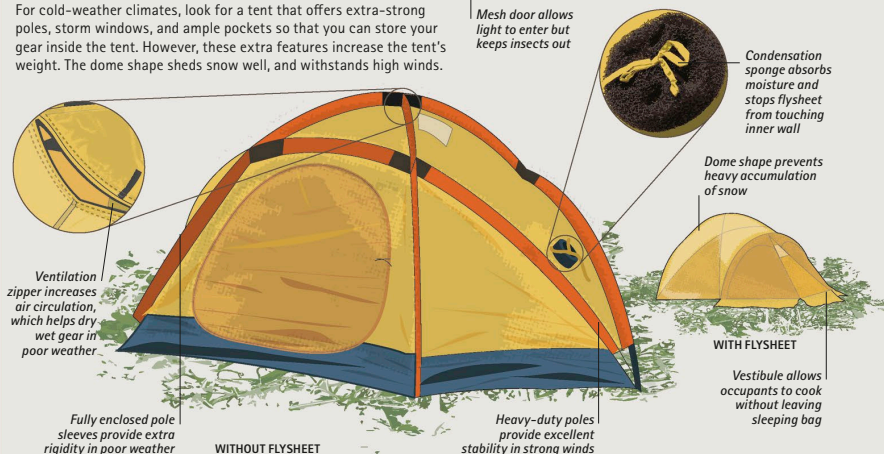 For cold-weather climates, look for a tent that offers extra-strong
poles, storm windows, and ample pockets so that you can store your
gear inside the tent. However, these extra features increase the tent's
weight. The dome shape sheds snow well, and withstands high winds.
Mesh door allows
light to enter but
keeps insects out
Condensation
sponge absorbs
moisture and
stops flysheet
from touching
inner wall
Dome shape prevents
heavy accumulation
of snow
Ventilation
zipper increases
air circulation,
which helps dry
wet gear in
poor weather
WITH FLYSHEET
Vestibule allows
occupants to cook
without leaving
sleeping bag
Fully enclosed pole
sleeves provide extra
rigidity in poor weather
WITHOUT FLYSHEET
Heavy-duty poles
provide excellent
stability in strong winds